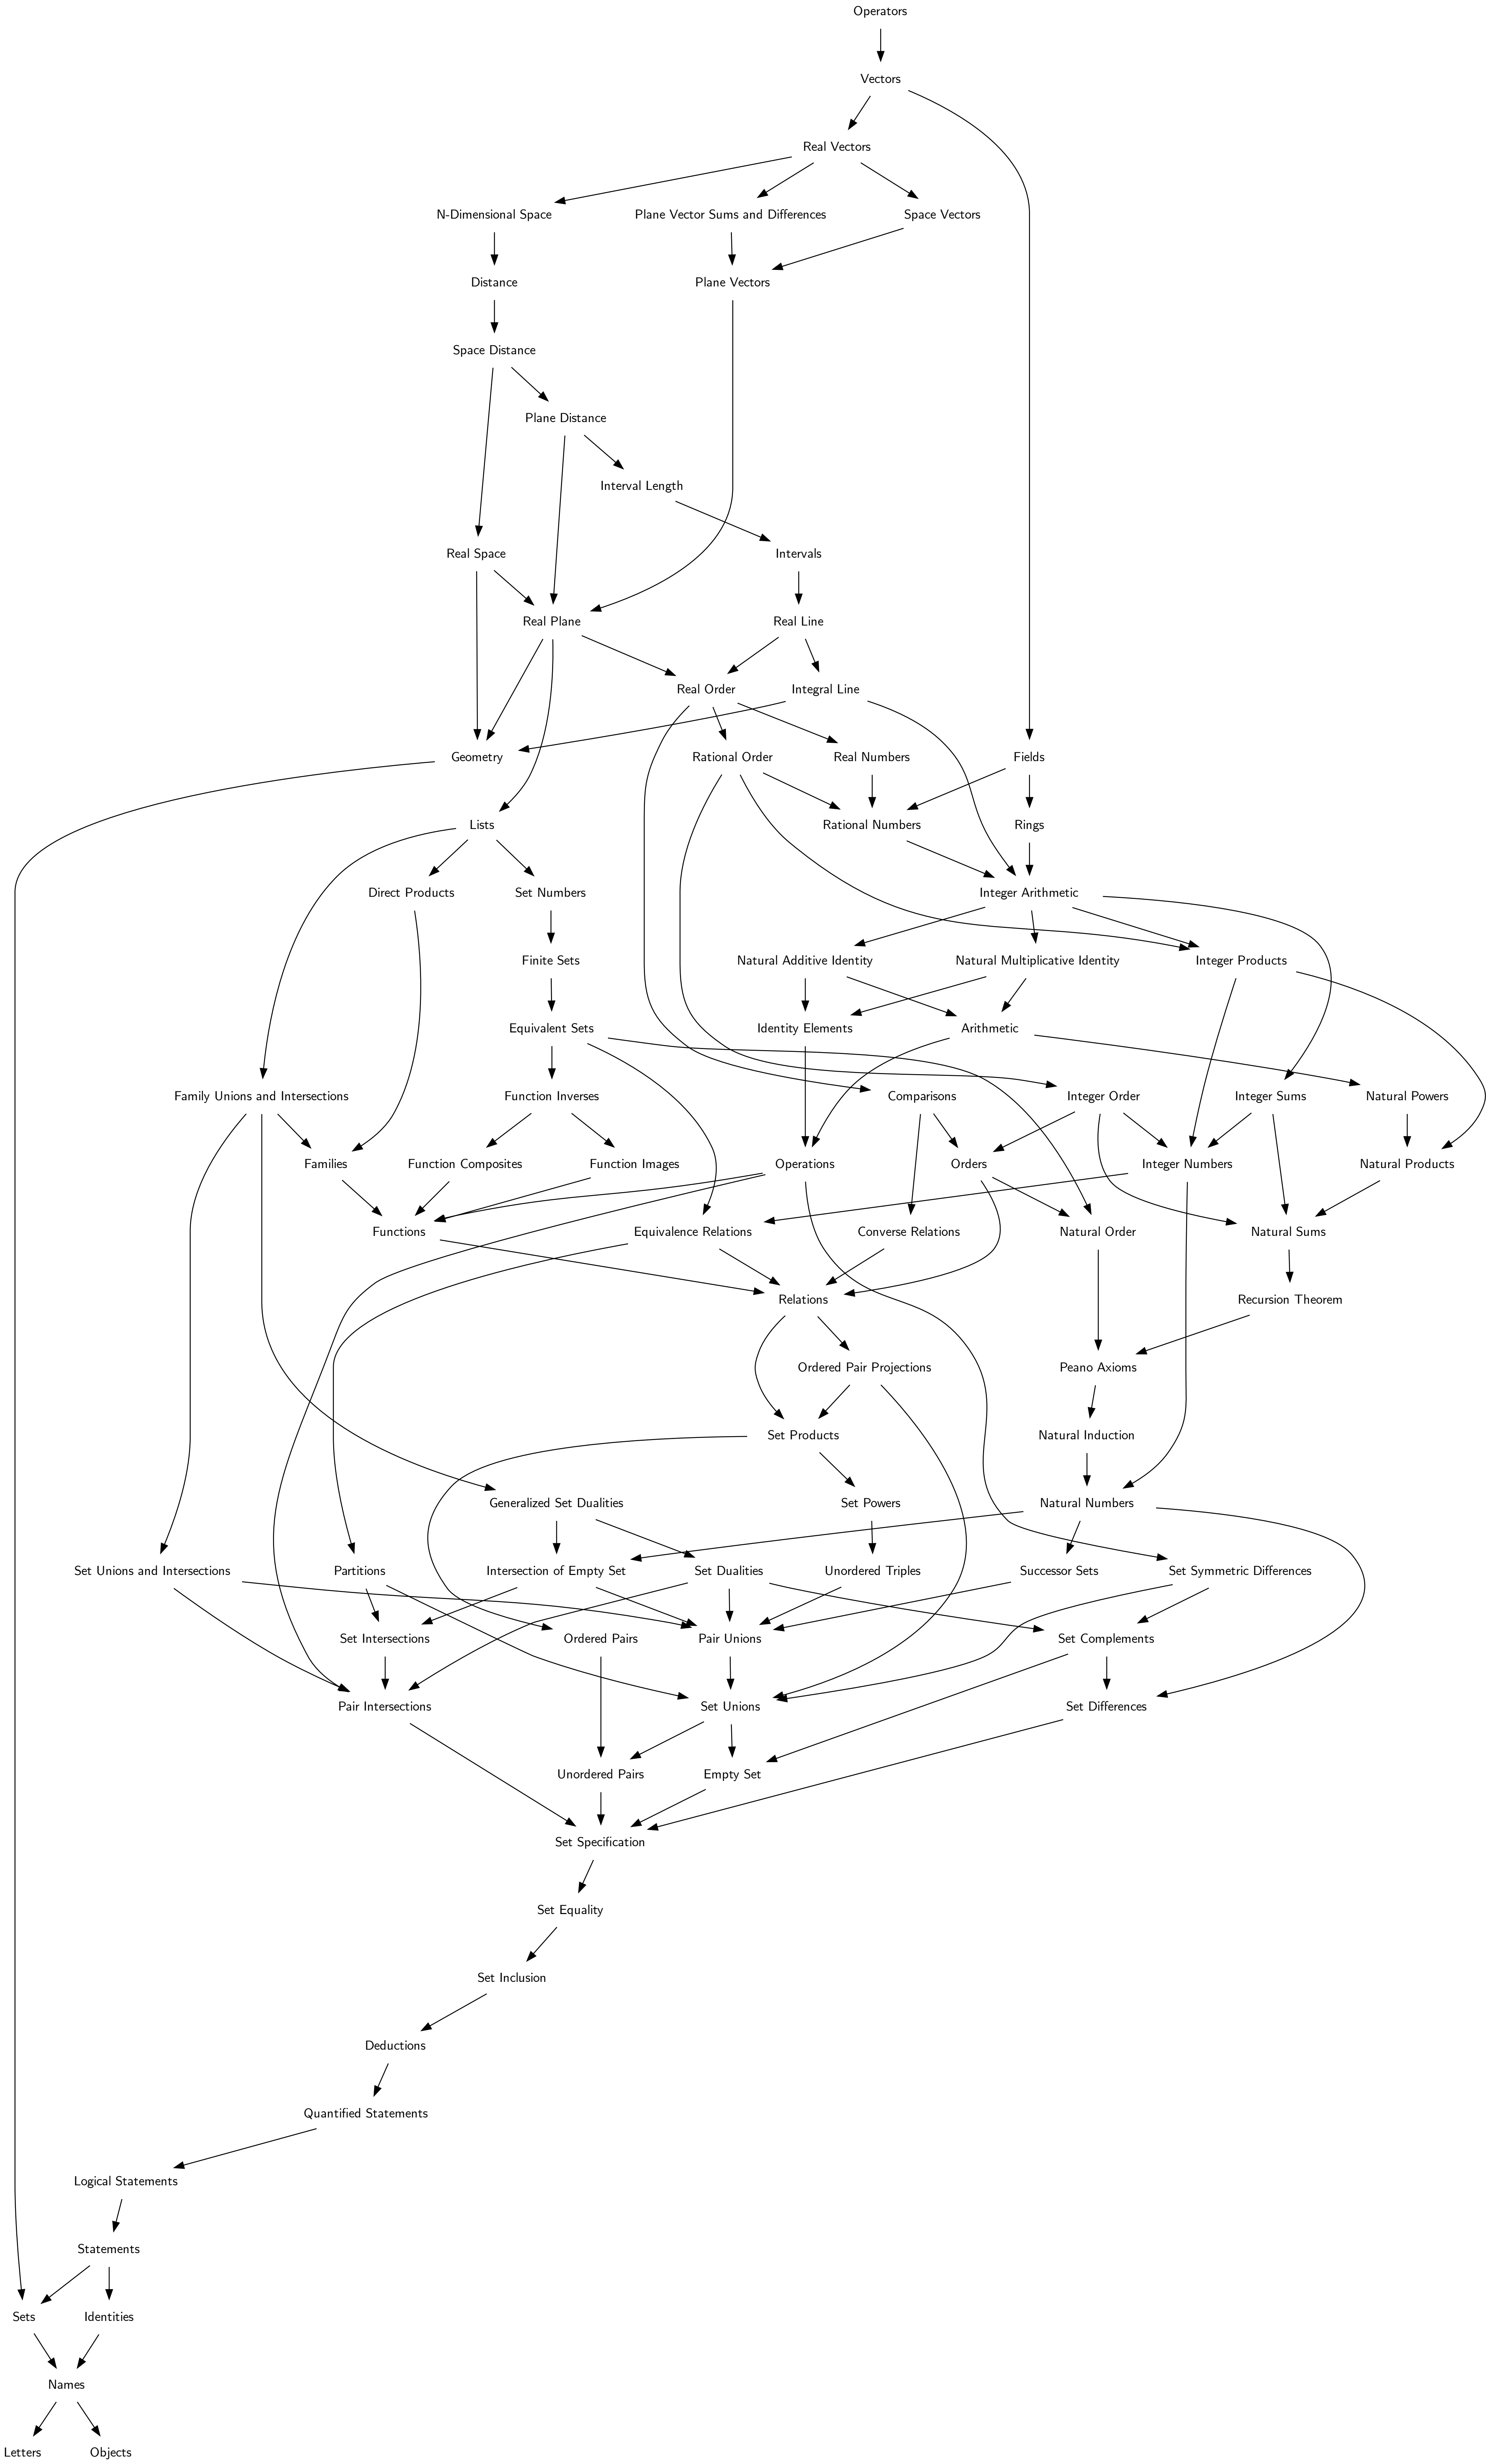 Operators
Vectors
Real Vectors
N-Dimensional Space
Plane Vector Sums and Differences
Space Vectors
Distance
Plane Vectors
Space Distance
Plane Distance
Interval Length
Real Space
Intervals
Real Plane
Real Line
Real Order
Integral Line
Geometry
Rational Order
Real Numbers
Fields
Lists
Rational Numbers
Rings
Direct Products
Set Numbers
Integer Arithmetic
Finite Sets
Natural Additive Identity
Natural Multiplicative Identity
Integer Products
Equivalent Sets
Identity Elements
Arithmetic
Family Unions and Intersections
Function Inverses
Comparisons
Integer Order
Integer Sums
Natural Powers
Families
Function Composites
Function Images
Operations
Orders
Integer Numbers
Natural Products
Functions
Equivalence Relations
Converse Relations
Natural Order
Natural Sums
Relations
Recursion Theorem
Ordered Pair Projections
Peano Axioms
Set Products
Natural Induction
Generalized Set Dualities
Set Powers
Natural Numbers
Set Unions and Intersections
Partitions
Intersection of Empty Set
Set Dualities
Unordered Triples
Successor Sets
Set Symmetric Differences
Set Intersections
Ordered Pairs
Pair Unions
Set Complements
Pair Intersections
Set Unions
Set Differences
Unordered Pairs
Empty Set
Set Specification
Set Equality
Set Inclusion
Deductions
Quantified Statements
Logical Statements
Statements
Sets
Identities
Names
Letters
Objects